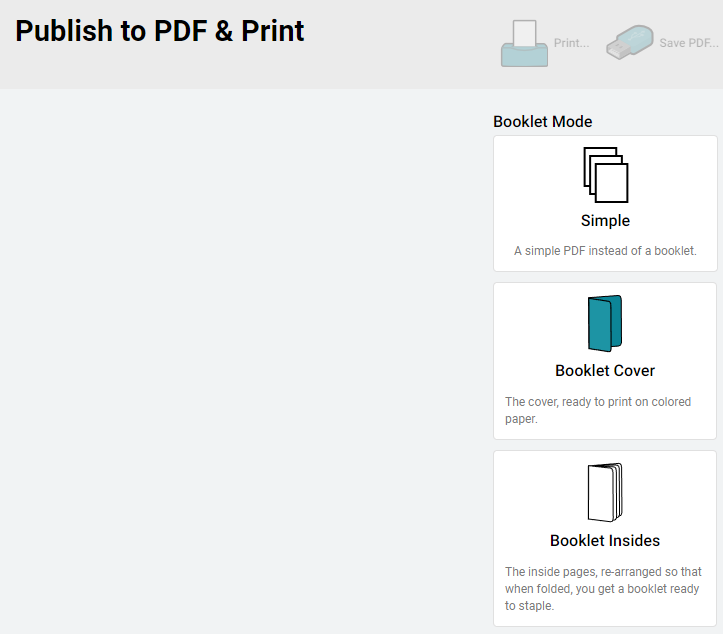 Publish to PDF & Print
Print...
Save PDF...
Booklet Mode
Simple
A simple PDF instead of a booklet.
Booklet Cover
The cover, ready to print on colored
paper.
Booklet Insides
The inside pages, re-arranged so that
when folded, you get a booklet ready
to staple.